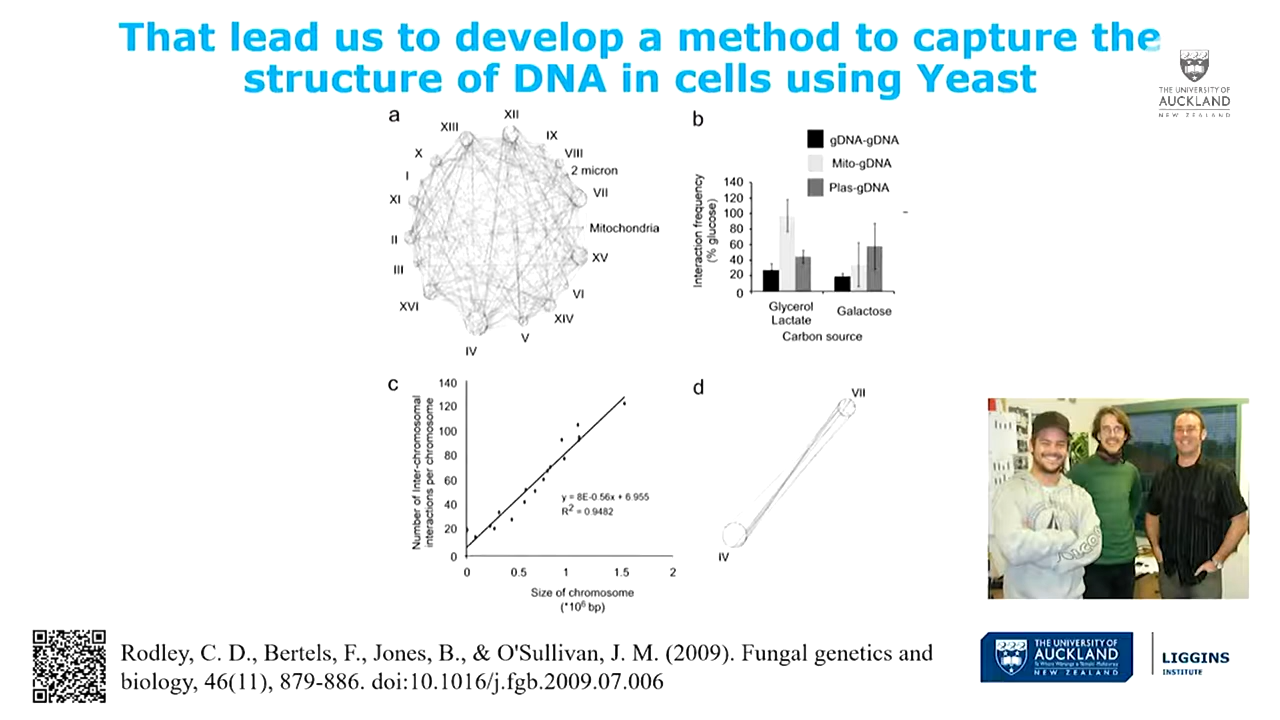 That lead us to develop a method to capture the
structure of DNA in cells using Yeast
THE UNIVERSITY OF
AUCKLAND
NEW ZEALAND
a
XII
XIII
IX
X
VIII
I
2 micron
XI
VII
II
Mitochondria
III
XV
XVI
VI
XIV
V
IV
b
gDNA-gDNA
Mito-gDNA
Plas-gDNA
Interaction frequency
(% glucose)
140
120
100
80
60
40
20
0
Glycerol
Lactate
Galactose
Carbon source
c
Number of Inter-chromosomal
interactions per chromosome
140
120
100
80
60
40
20
0
y = 8E-0.56x + 6.955
R2 = 0.9482
0 0.5 1 1.5 2
Size of chromosome
(*106 bp)
d
VII
IV
Rodley, C. D., Bertels, F., Jones, B., & O'Sullivan, J. M. (2009). Fungal genetics and
biology, 46(11), 879-886. doi:10.1016/j.fgb.2009.07.006
THE UNIVERSITY OF
AUCKLAND
NEW ZEALAND
LIGGINS
INSTITUTE